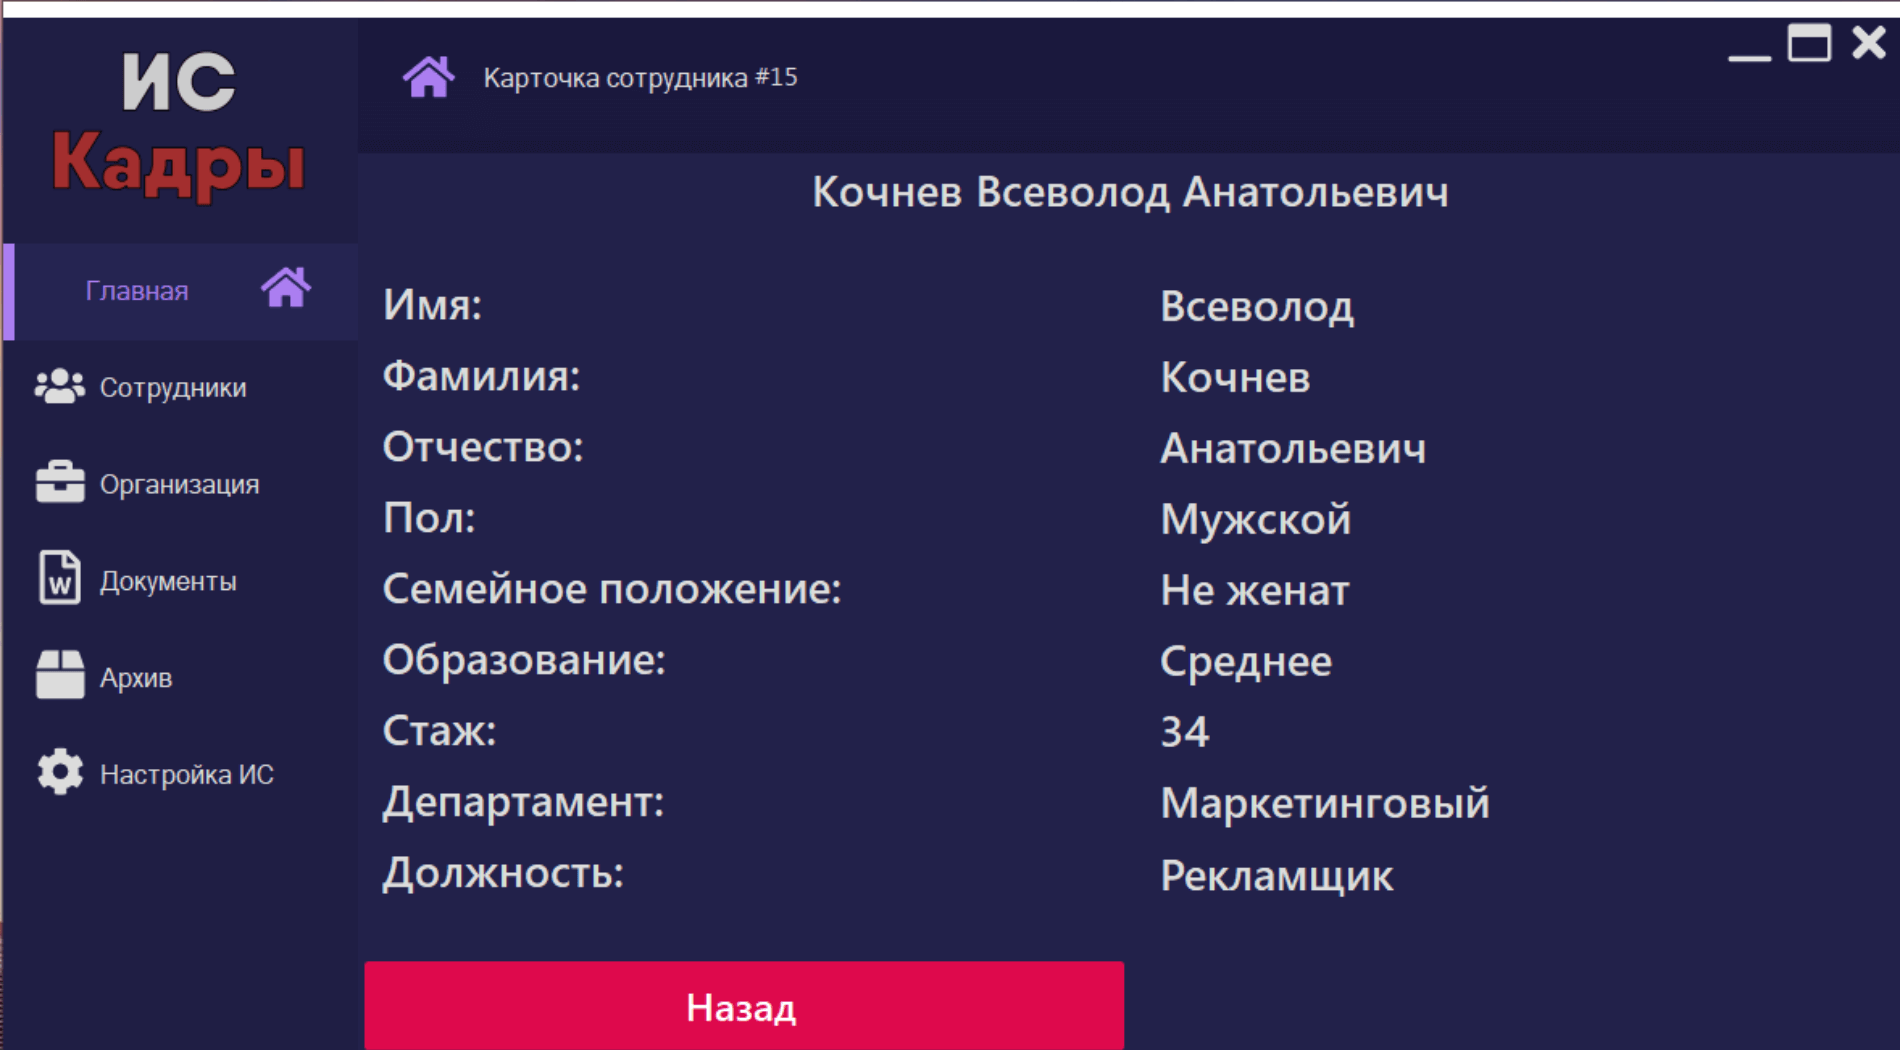 ИС
Кадры
Карточка сотрудника #15
Главная
Сотрудники
Организация
Документы
Архив
Настройка ИС
Кочнев Всеволод Анатольевич
Имя: Всеволод
Фамилия: Кочнев
Отчество: Анатольевич
Пол: Мужской
Семейное положение: Не женат
Образование: Среднее
Стаж: 34
Департамент: Маркетинговый
Должность: Рекламщик
Назад